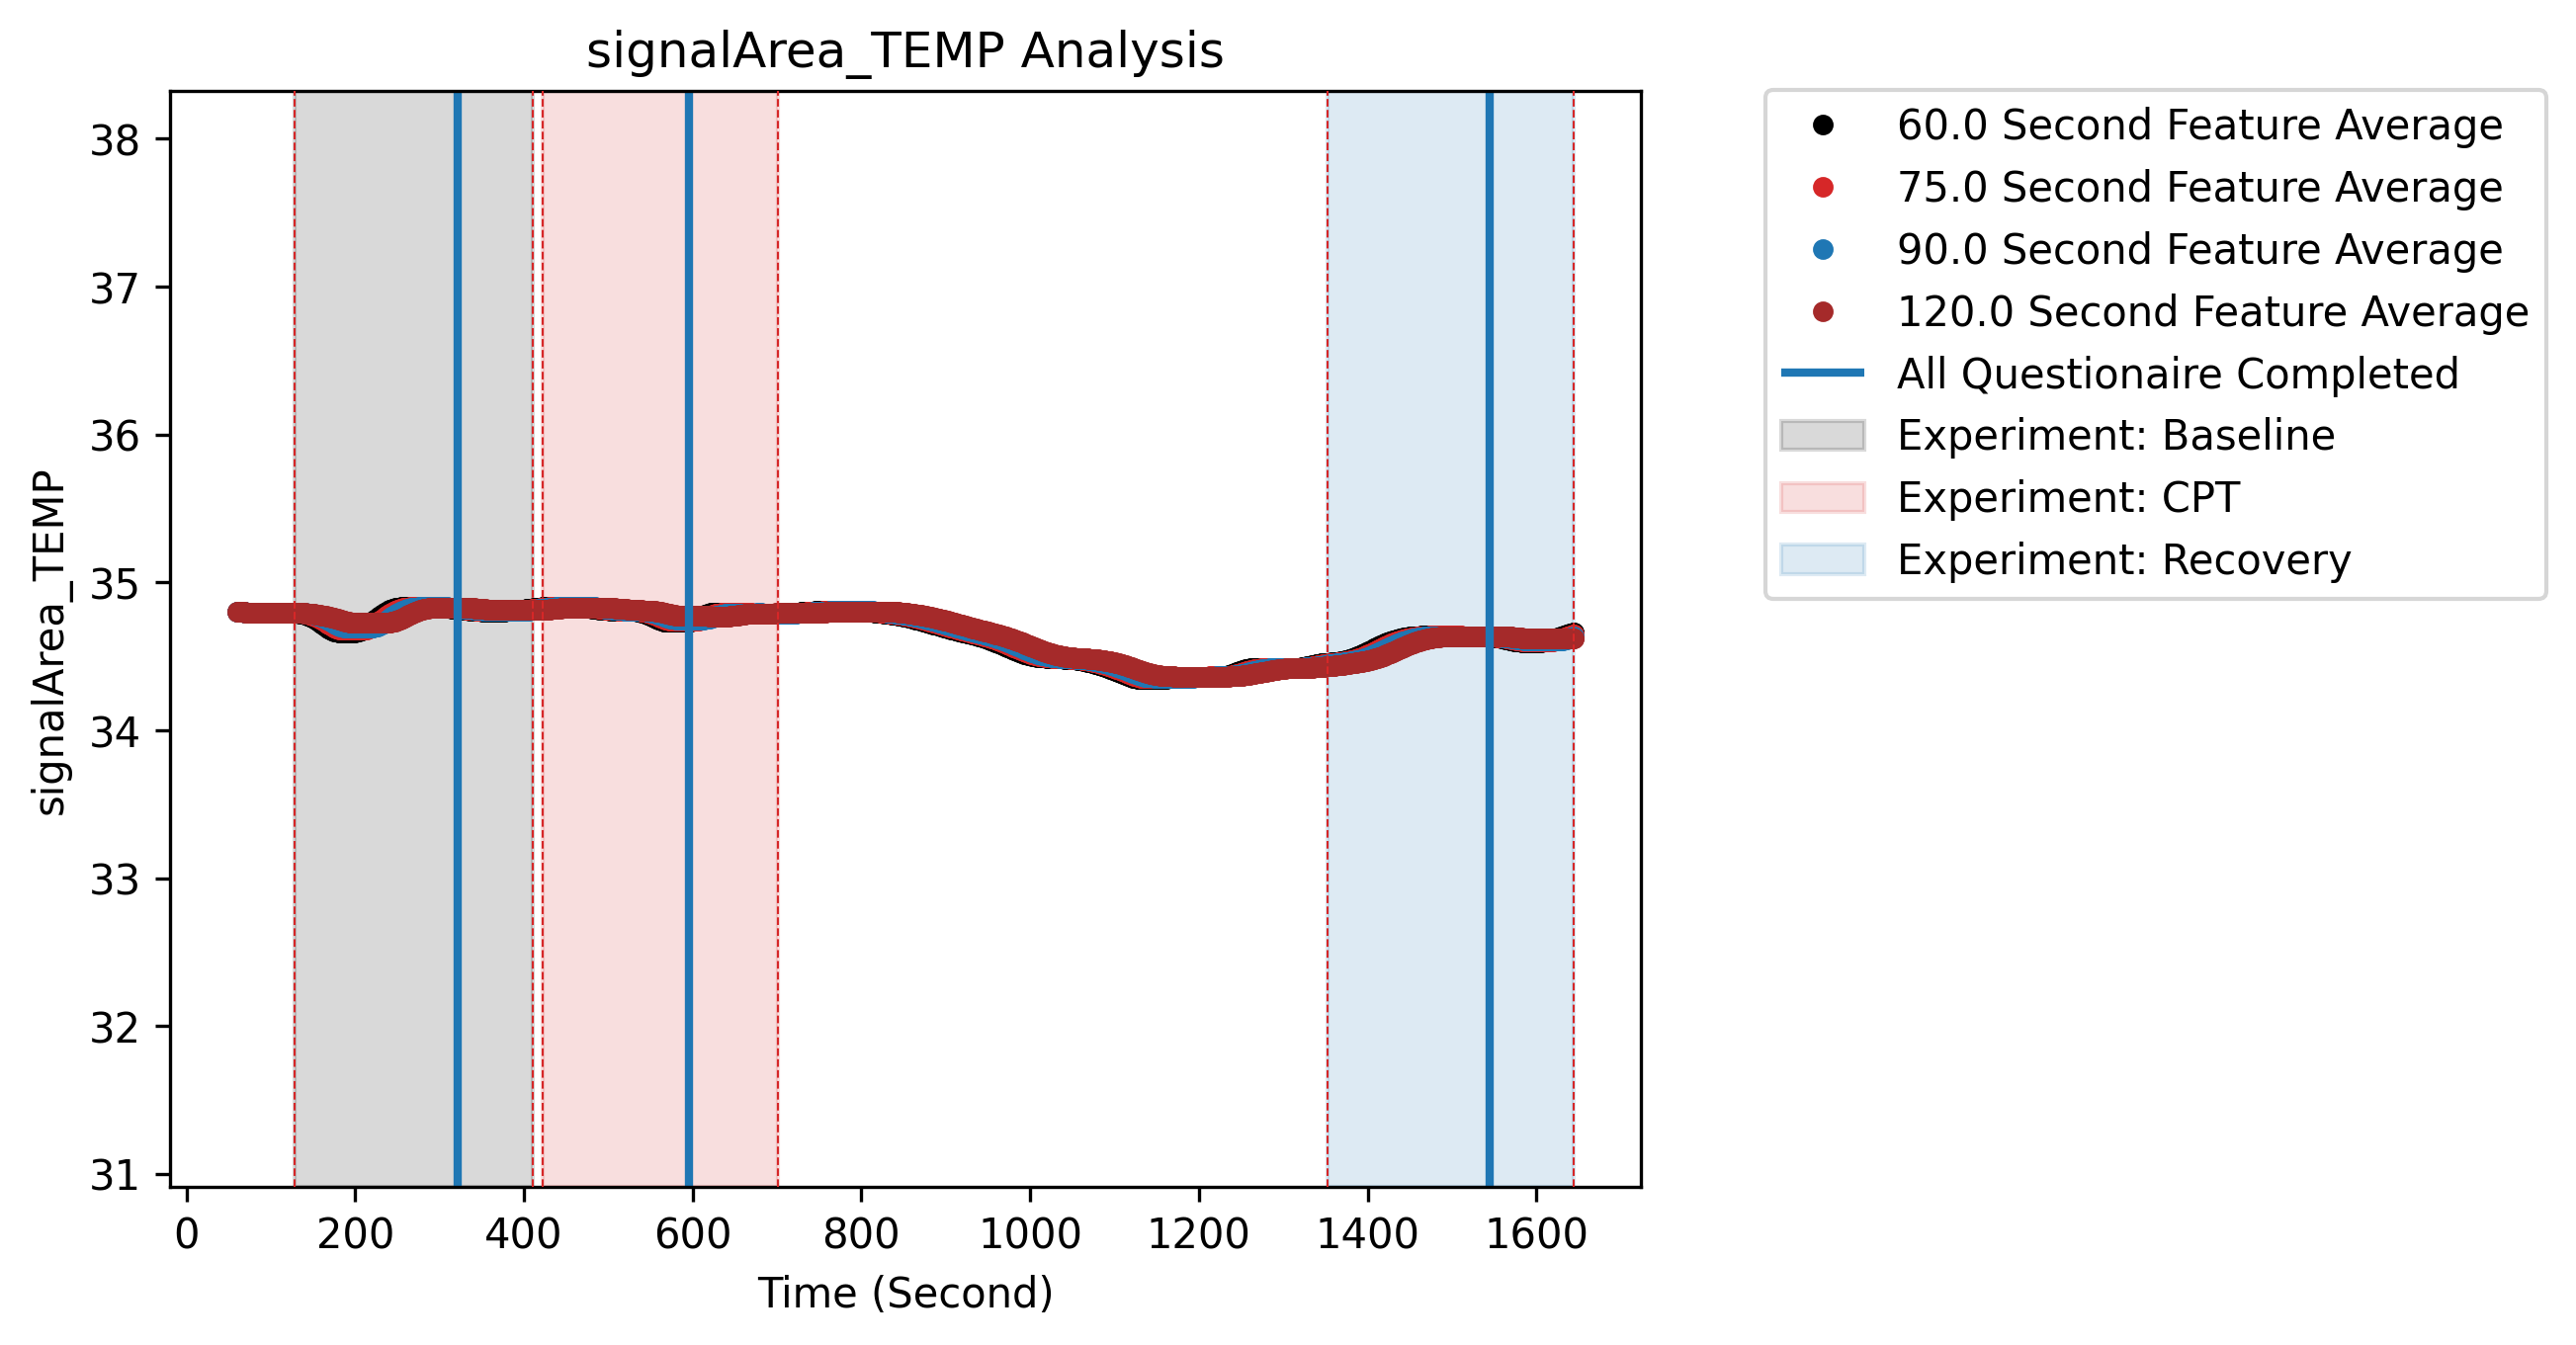 signalArea_TEMP Analysis
38
37
36
35
34
33
32
31
signalArea_TEMP
0 200 400 600 800 1000 1200 1400 1600
Time (Second)
60.0 Second Feature Average
75.0 Second Feature Average
90.0 Second Feature Average
120.0 Second Feature Average
All Questionaire Completed
Experiment: Baseline
Experiment: CPT
Experiment: Recovery